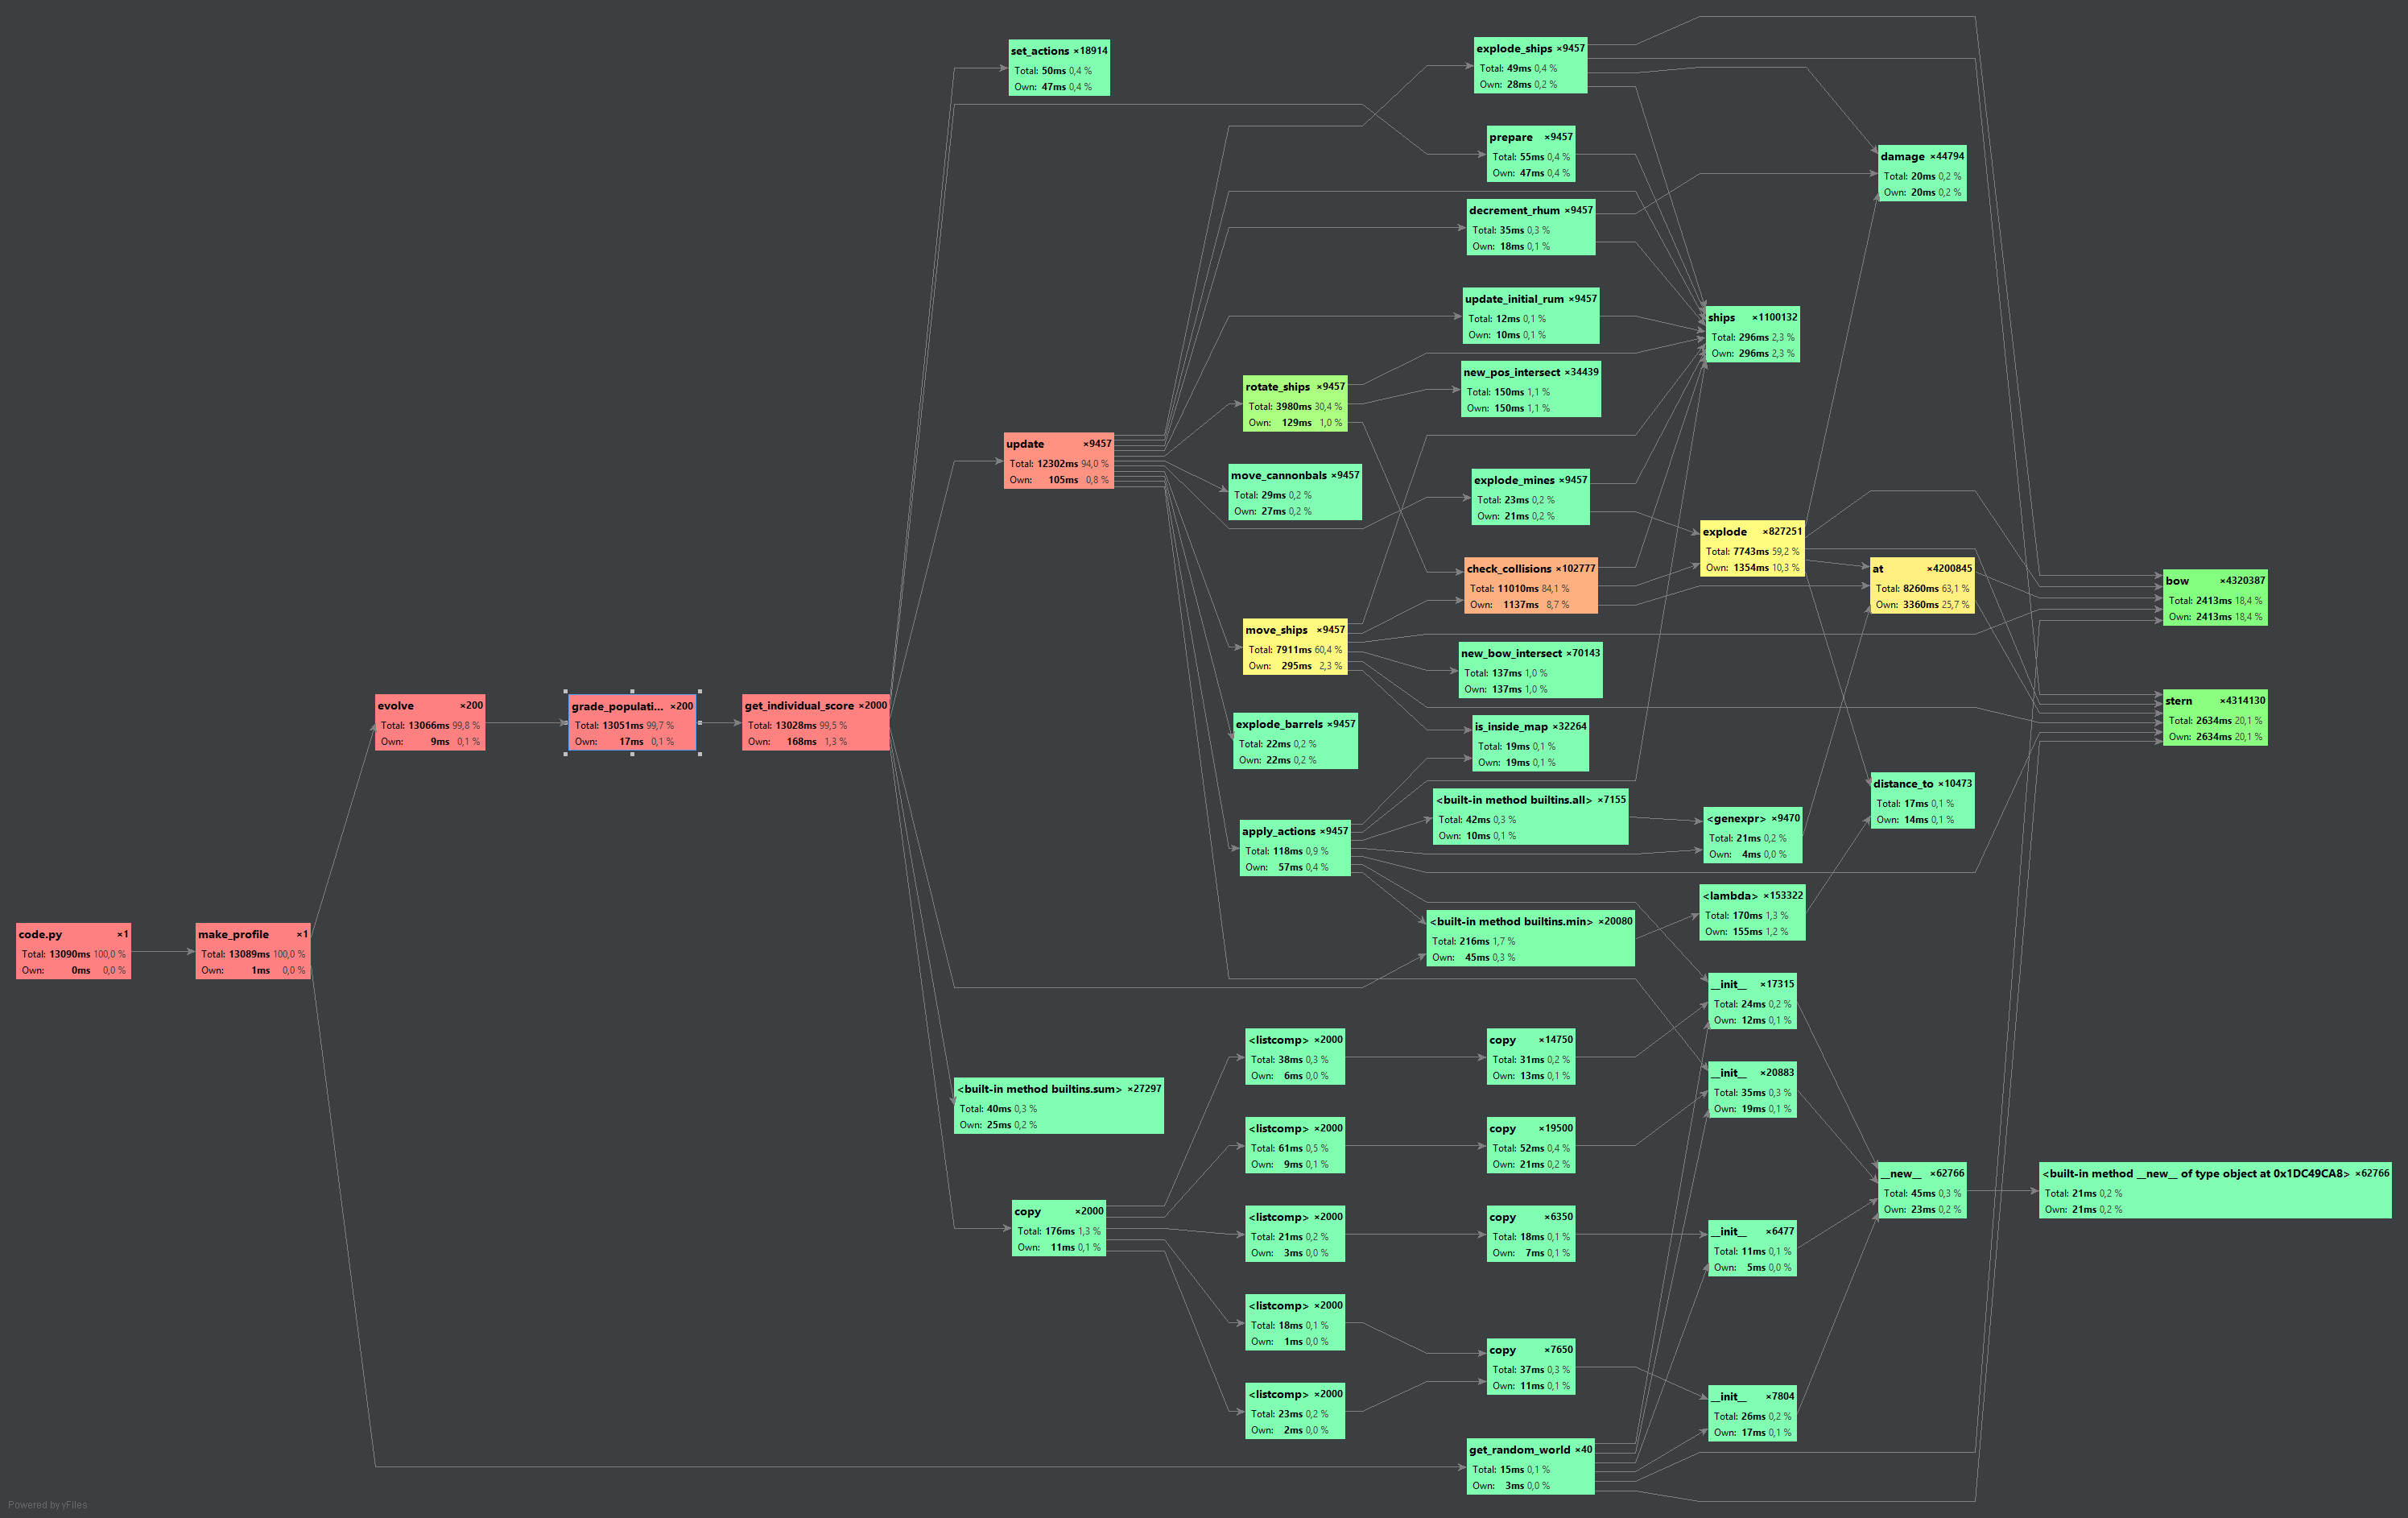 code.py ×1
Total: 13090ms 100,0 %
Own: 0ms 0,0 %
make_profile ×1
Total: 13089ms 100,0 %
Own: 1ms 0,0 %
evolve ×200
Total: 13066ms 99,8 %
Own: 9ms 0,1 %
grade_populati... ×200
Total: 13051ms 99,7 %
Own: 17ms 0,1 %
get_individual_score ×2000
Total: 13028ms 99,5 %
Own: 168ms 1,3 %
set_actions ×18914
Total: 50ms 0,4 %
Own: 47ms 0,4 %
update ×9457
Total: 12302ms 94,0 %
Own: 105ms 0,8 %
<built-in method builtins.sum> ×27297
Total: 40ms 0,3 %
Own: 25ms 0,2 %
copy ×2000
Total: 176ms 1,3 %
Own: 11ms 0,1 %
rotate_ships ×9457
Total: 3980ms 30,4 %
Own: 129ms 1,0 %
move_cannonbals ×9457
Total: 29ms 0,2 %
Own: 27ms 0,2 %
move_ships ×9457
Total: 7911ms 60,4 %
Own: 295ms 2,3 %
explode_barrels ×9457
Total: 22ms 0,2 %
Own: 22ms 0,2 %
apply_actions ×9457
Total: 118ms 0,9 %
Own: 57ms 0,4 %
<listcomp> ×2000
Total: 38ms 0,3 %
Own: 6ms 0,0 %
<listcomp> ×2000
Total: 61ms 0,5 %
Own: 9ms 0,1 %
<listcomp> ×2000
Total: 21ms 0,2 %
Own: 3ms 0,0 %
<listcomp> ×2000
Total: 18ms 0,1 %
Own: 1ms 0,0 %
<listcomp> ×2000
Total: 23ms 0,2 %
Own: 2ms 0,0 %
explode_ships ×9457
Total: 49ms 0,4 %
Own: 28ms 0,2 %
prepare ×9457
Total: 55ms 0,4 %
Own: 47ms 0,4 %
decrement_rhum ×9457
Total: 35ms 0,3 %
Own: 18ms 0,1 %
update_initial_rum ×9457
Total: 12ms 0,1 %
Own: 10ms 0,1 %
new_pos_intersect ×34439
Total: 150ms 1,1 %
Own: 150ms 1,1 %
explode_mines ×9457
Total: 23ms 0,2 %
Own: 21ms 0,2 %
check_collisions ×102777
Total: 11010ms 84,1 %
Own: 1137ms 8,7 %
new_bow_intersect ×70143
Total: 137ms 1,0 %
Own: 137ms 1,0 %
is_inside_map ×32264
Total: 19ms 0,1 %
Own: 19ms 0,1 %
<built-in method builtins.all> ×7155
Total: 42ms 0,3 %
Own: 10ms 0,1 %
<built-in method builtins.min> ×20080
Total: 216ms 1,7 %
Own: 45ms 0,3 %
copy ×14750
Total: 31ms 0,2 %
Own: 13ms 0,1 %
copy ×19500
Total: 52ms 0,4 %
Own: 21ms 0,2 %
copy ×6350
Total: 18ms 0,1 %
Own: 7ms 0,1 %
copy ×7650
Total: 37ms 0,3 %
Own: 11ms 0,1 %
get_random_world ×40
Total: 15ms 0,1 %
Own: 3ms 0,0 %
ships ×1100132
Total: 296ms 2,3 %
Own: 296ms 2,3 %
explode ×827251
Total: 7743ms 59,2 %
Own: 1354ms 10,3 %
<genexpr> ×9470
Total: 21ms 0,2 %
Own: 4ms 0,0 %
<lambda> ×153322
Total: 170ms 1,3 %
Own: 155ms 1,2 %
__init__ ×17315
Total: 24ms 0,2 %
Own: 12ms 0,1 %
__init__ ×20883
Total: 35ms 0,3 %
Own: 19ms 0,1 %
__init__ ×6477
Total: 11ms 0,1 %
Own: 5ms 0,0 %
__init__ ×7804
Total: 26ms 0,2 %
Own: 17ms 0,1 %
damage ×44794
Total: 20ms 0,2 %
Own: 20ms 0,2 %
at ×4200845
Total: 8260ms 63,1 %
Own: 3360ms 25,7 %
distance_to ×10473
Total: 17ms 0,1 %
Own: 14ms 0,1 %
__new__ ×62766
Total: 45ms 0,3 %
Own: 23ms 0,2 %
bow ×4320387
Total: 2413ms 18,4 %
Own: 2413ms 18,4 %
stern ×4314130
Total: 2634ms 20,1 %
Own: 2634ms 20,1 %
<built-in method __new__ of type object at 0x1DC49CA8> ×62766
Total: 21ms 0,2 %
Own: 21ms 0,2 %
Powered by yFiles